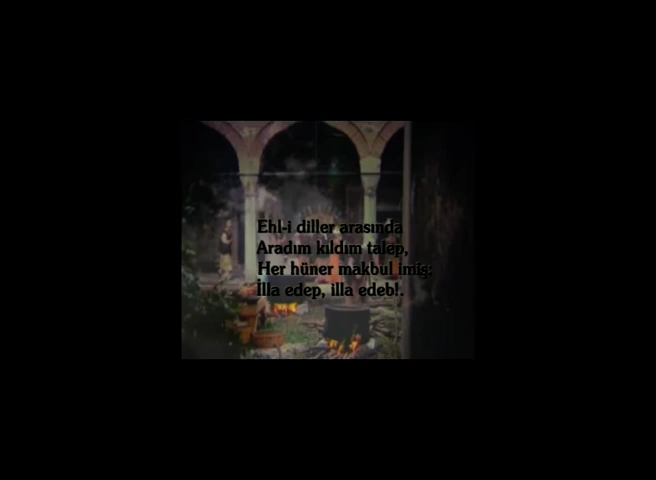 Ehl-i diller arasında
Aradım kıldım talep,
Her hüner makbul imiş:
İlla edep, illa edeb!.